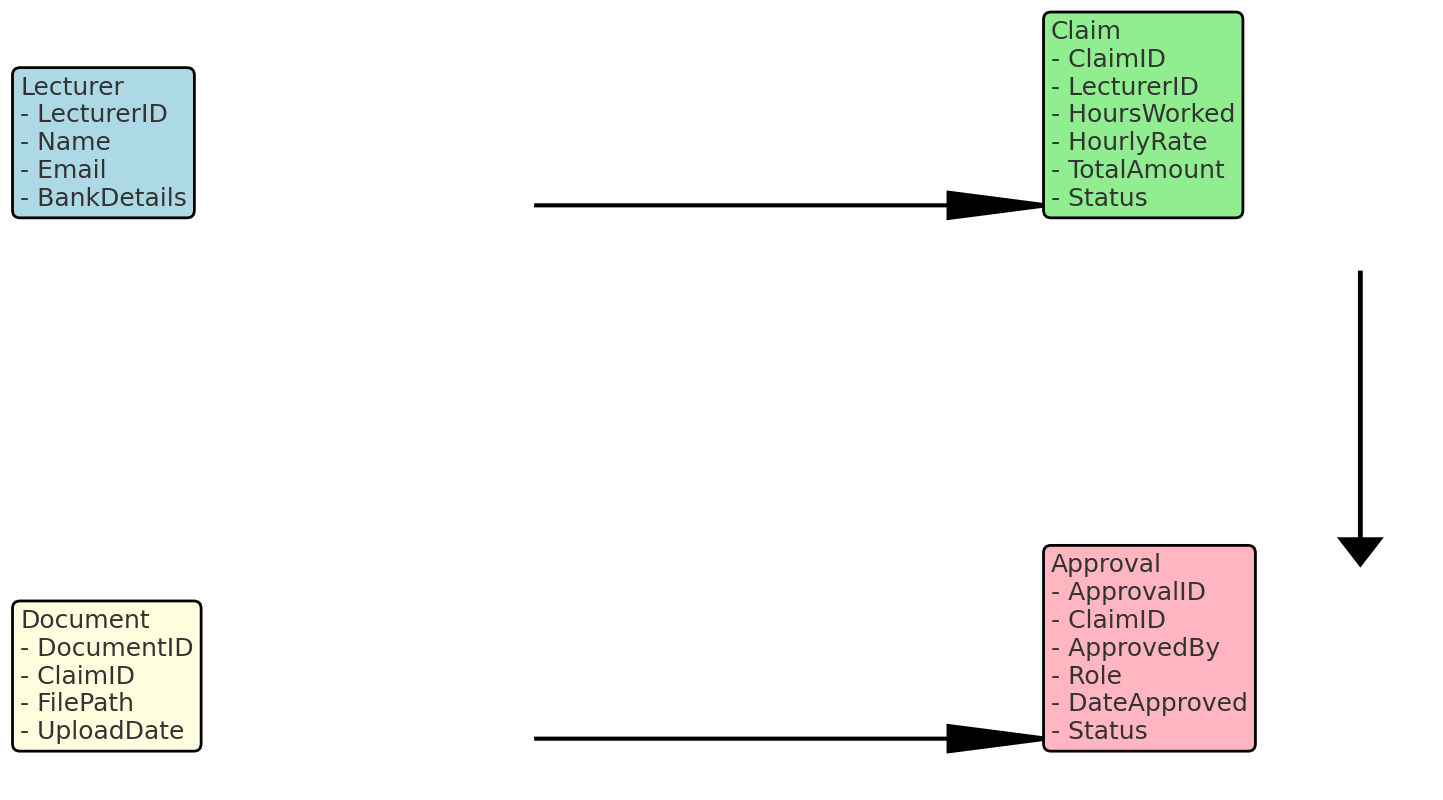 Lecturer
- LecturerID
- Name
- Email
- BankDetails
Claim
- ClaimID
- LecturerID
- HoursWorked
- HourlyRate
- TotalAmount
- Status
Document
- DocumentID
- ClaimID
- FilePath
- UploadDate
Approval
- ApprovalID
- ClaimID
- ApprovedBy
- Role
- DateApproved
- Status